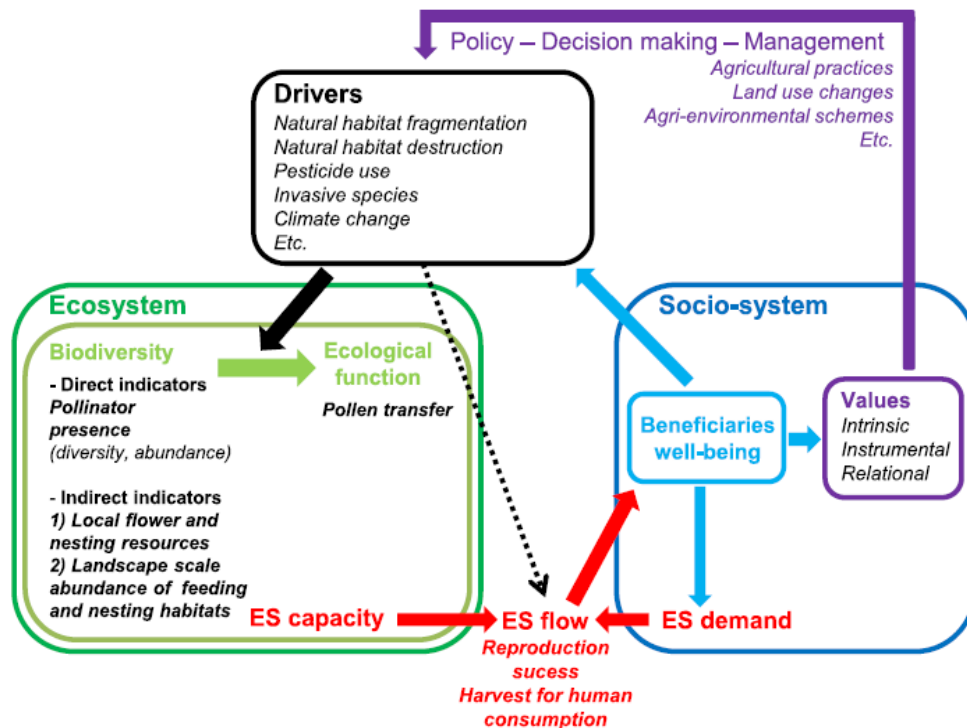 Policy – Decision making – Management
Agricultural practices
Land use changes
Agri-environmental schemes
Etc.
Drivers
Natural habitat fragmentation
Natural habitat destruction
Pesticide use
Invasive species
Climate change
Etc.
Ecosystem
Biodiversity
- Direct indicators
Pollinator
presence
(diversity, abundance)
- Indirect indicators
1) Local flower and
nesting resources
2) Landscape scale
abundance of feeding
and nesting habitats
Ecological
function
Pollen transfer
ES capacity
ES flow
Reproduction
sucess
Harvest for human
consumption
Socio-system
Beneficiaries
well-being
Values
Intrinsic
Instrumental
Relational
ES demand